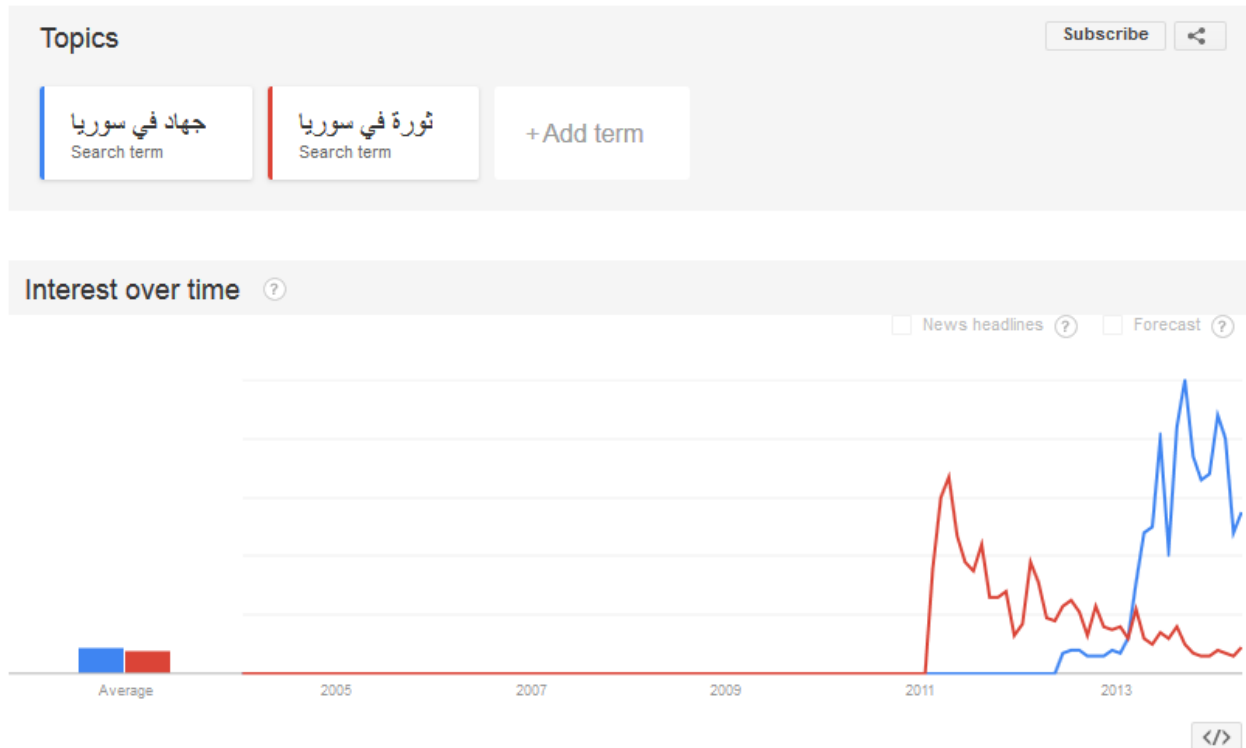 Topics
Subscribe
جهاد في سوريا
Search term
ثورة في سوريا
Search term
+Add term
Interest over time ?
News headlines ?
Forecast ?
Average
2005
2007
2009
2011
2013
</>